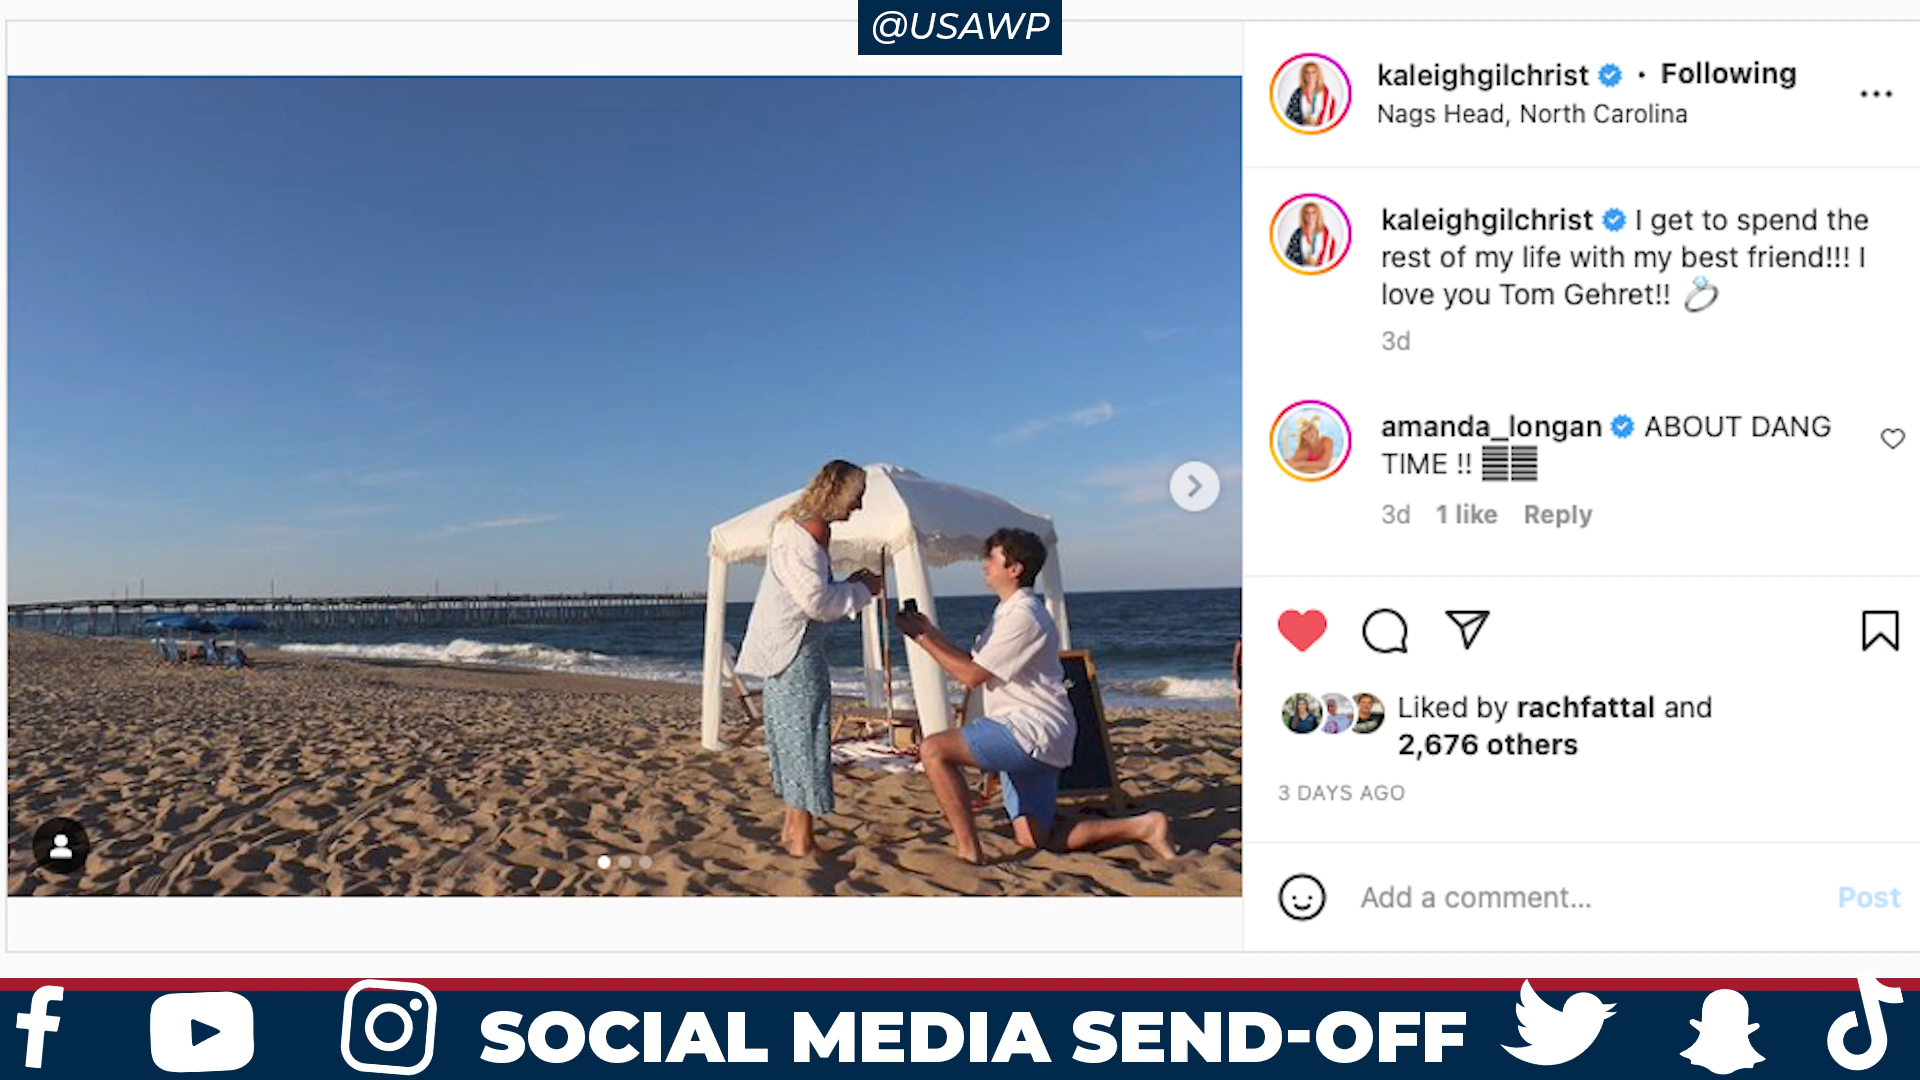 @USAWP
kaleighgilchrist • Following
Nags Head, North Carolina
kaleighgilchrist I get to spend the
rest of my life with my best friend!!! I
love you Tom Gehret!! 💍
3d
amanda_longan ABOUT DANG
TIME !!
3d 1 like Reply
Liked by rachfattal and
2,676 others
3 DAYS AGO
Add a comment... Post
SOCIAL MEDIA SEND-OFF